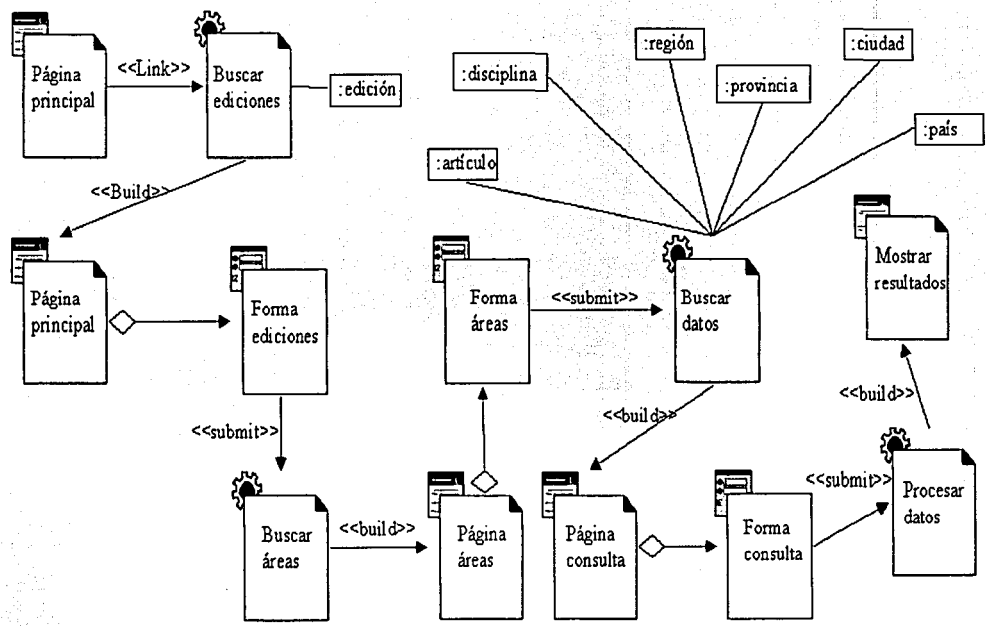 Página
principal
<<Link>>
Buscar
ediciones
:edición
:disciplina
:región
:provincia
:ciudad
:país
:artículo
<<Build>>
Página
principal
Forma
ediciones
Forma
áreas
<<submit>>
Buscar
datos
Mostrar
resultados
<<submit>>
<<build>>
<<build>>
Buscar
áreas
<<build>>
Página
áreas
Página
consulta
Forma
consulta
<<submit>>
Procesar
datos